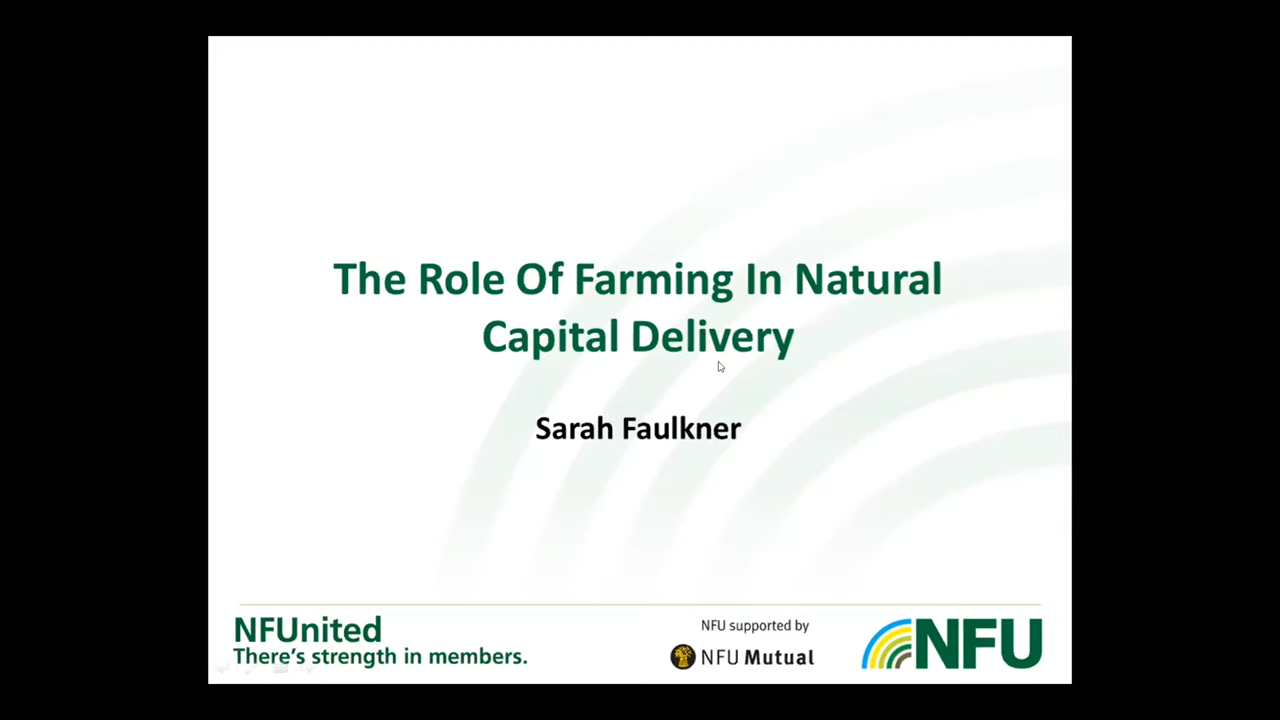 The Role Of Farming In Natural
Capital Delivery
Sarah Faulkner
NFUnited
There's strength in members.
NFU supported by
NFU Mutual
NFU